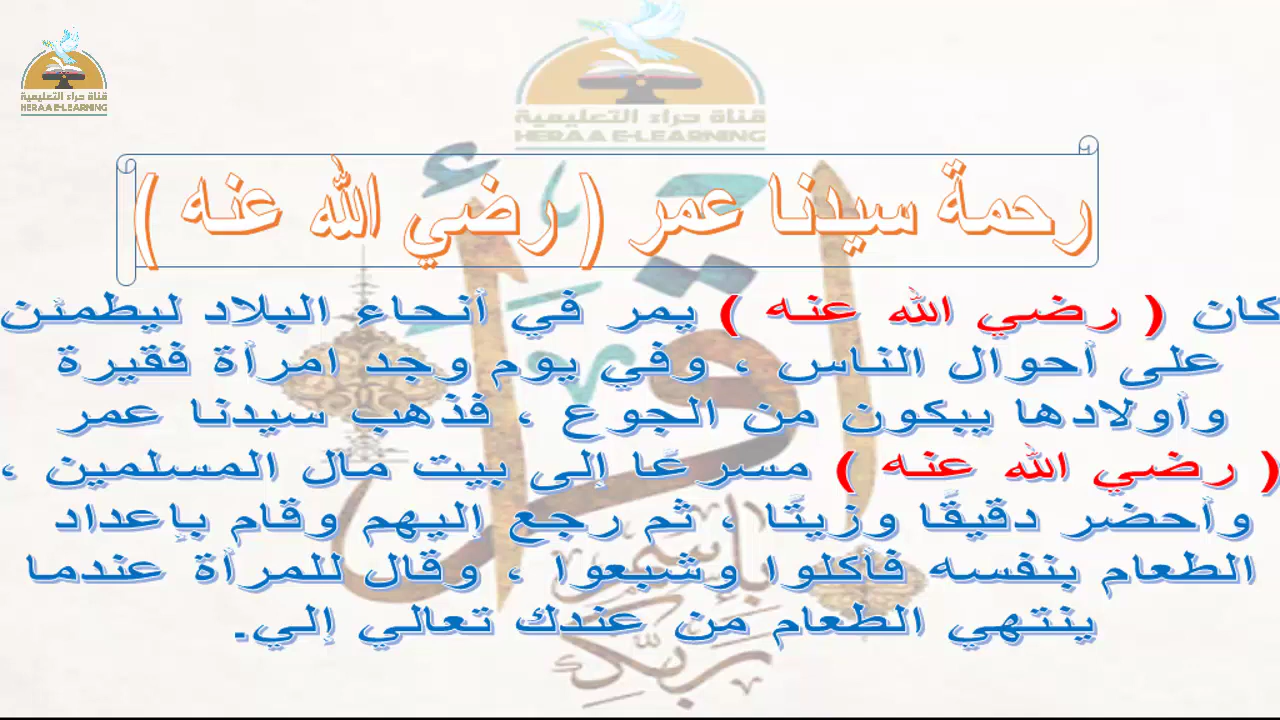 قناة حراء التعليمية
HERAA E-LEARNING
قناة حراء التعليمية
HERAA E-LEARNING
رحمة سيدنا عمر ( رضي الله عنه )
كان ( رضي الله عنه ) يمر في أنحاء البلاد ليطمئن
على أحوال الناس ، وفي يوم وجد امرأة فقيرة
وأولادها يبكون من الجوع ، فذهب سيدنا عمر
( رضي الله عنه ) مسرعًا إلى بيت مال المسلمين ،
وأحضر دقيقًا وزيتًا ، ثم رجع إليهم وقام بإعداد
الطعام بنفسه فأكلوا وشبعوا ، وقال للمرأة عندما
ينتهي الطعام من عندك تعالي إلي.
اقرأ
باسم
ربك